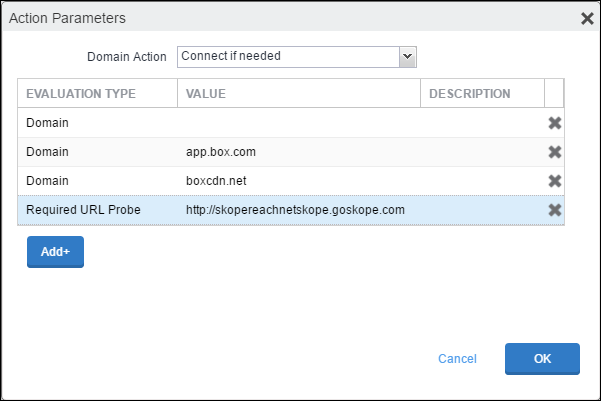 Action Parameters
Domain Action Connect if needed
EVALUATION TYPE VALUE DESCRIPTION
Domain
Domain app.box.com
Domain boxcdn.net
Required URL Probe http://skopereachnetskope.goskope.com
Add+
Cancel OK